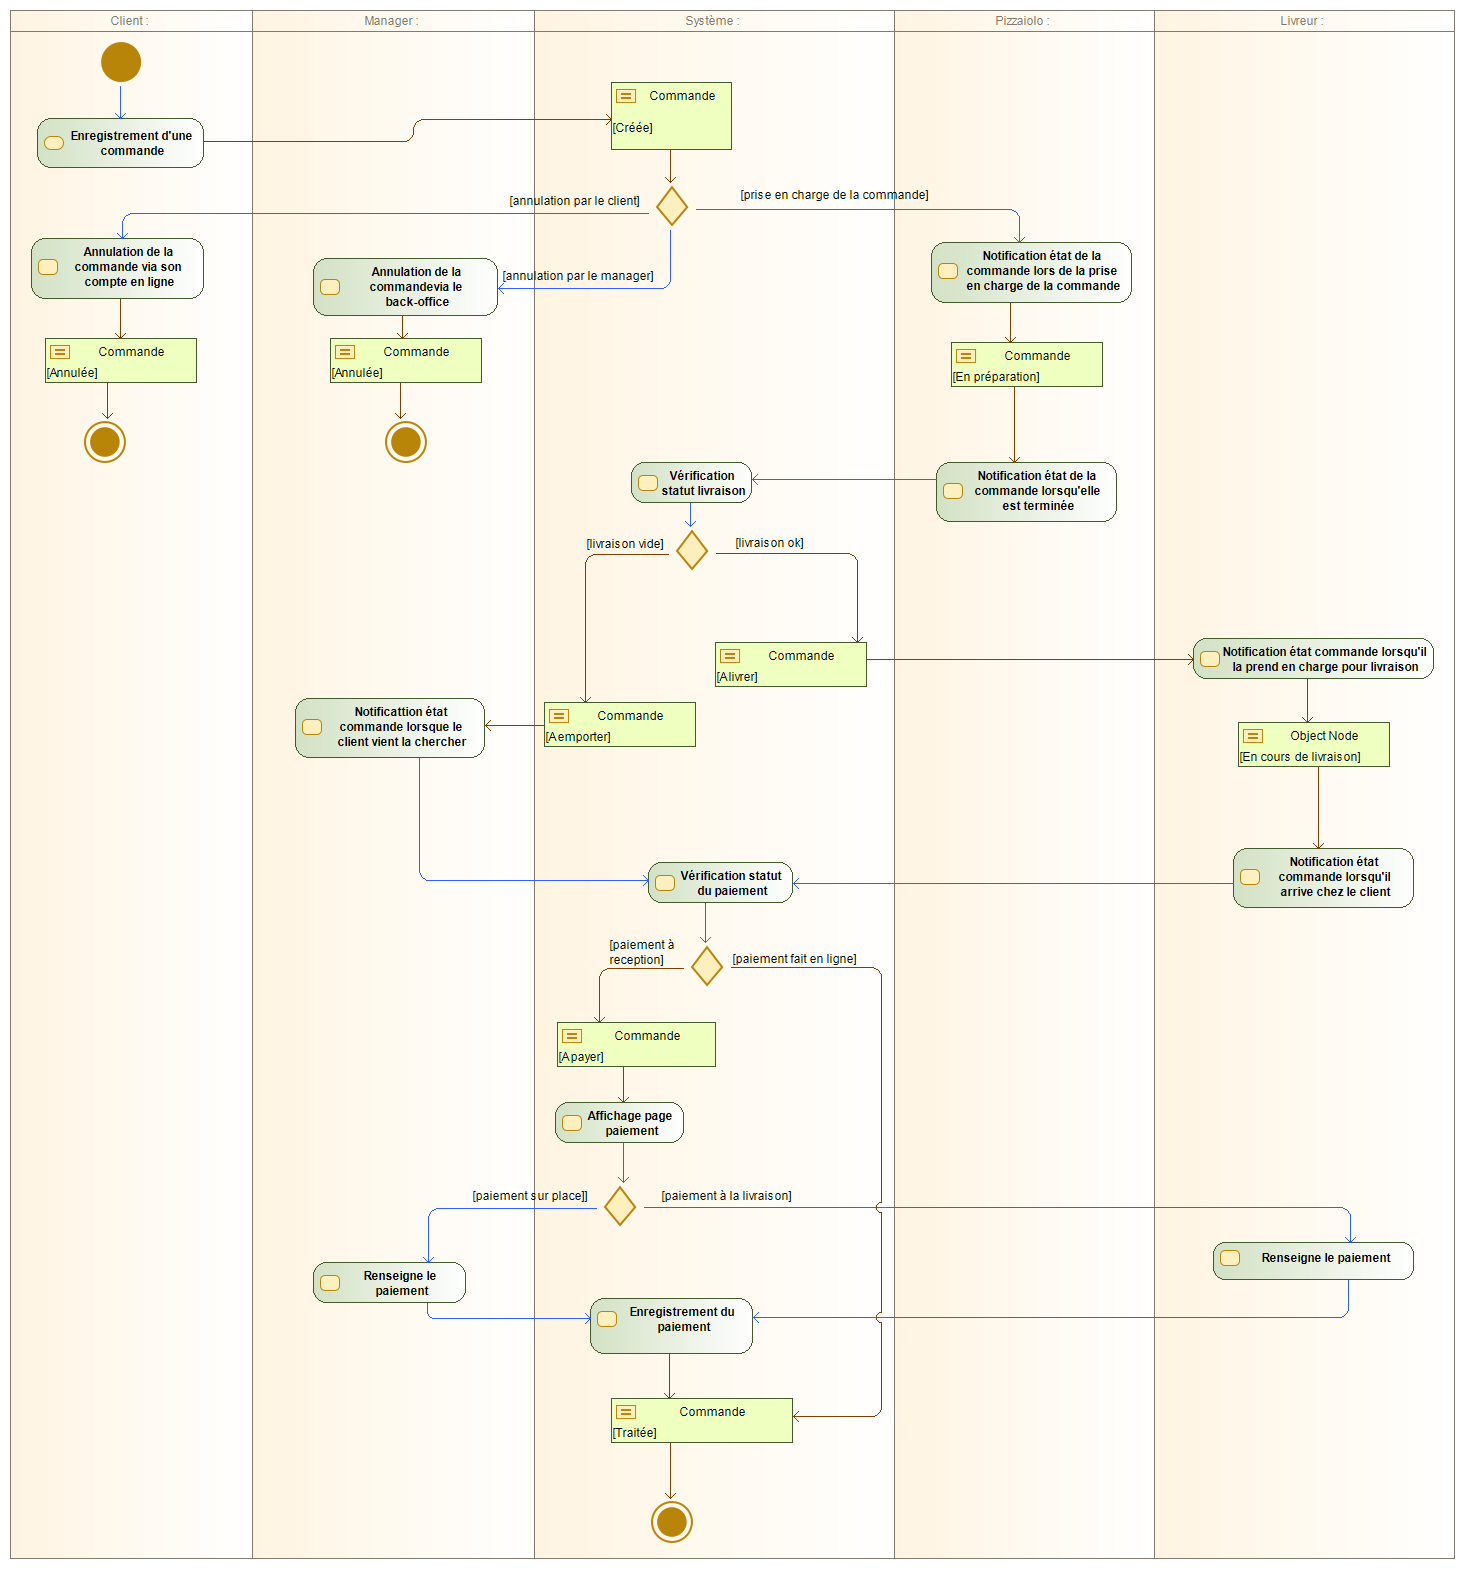 Client :
Manager :
Système :
Pizzaiolo :
Livreur :
Commande
[Créée]
Enregistrement d'une
commande
[annulation par le client]
[prise en charge de la commande]
Annulation de la
commande via son
compte en ligne
Annulation de la
commandevia le
back-office
[annulation par le manager]
Notification état de la
commande lors de la prise
en charge de la commande
Commande
[Annulée]
Commande
[Annulée]
Commande
[En préparation]
Vérification
statut livraison
Notification état de la
commande lorsqu'elle
est terminée
[livraison vide]
[livraison ok]
Commande
[Alivrer]
Notification état commande lorsqu'il
la prend en charge pour livraison
Notificattion état
commande lorsque le
client vient la chercher
Commande
[Aemporter]
Object Node
[En cours de livraison]
Vérification statut
du paiement
Notification état
commande lorsqu'il
arrive chez le client
[paiement à
reception]
[paiement fait en ligne]
Commande
[Apayer]
Affichage page
paiement
[paiement sur place]]
[paiement à la livraison]
Renseigne le
paiement
Renseigne le paiement
Enregistrement du
paiement
Commande
[Traitée]